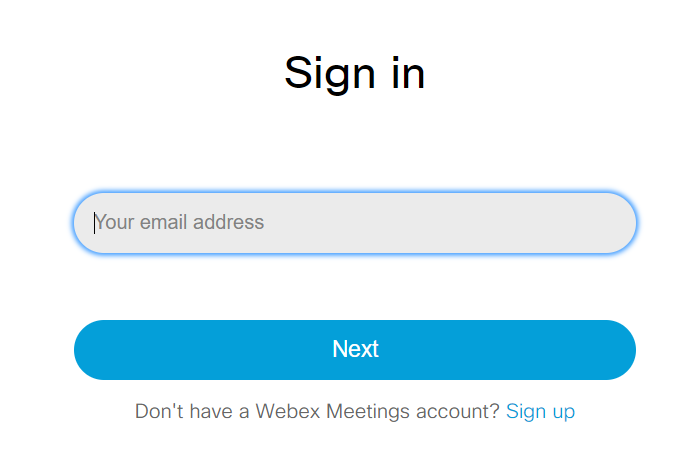 Sign in
Your email address
Next
Don't have a Webex Meetings account? Sign up